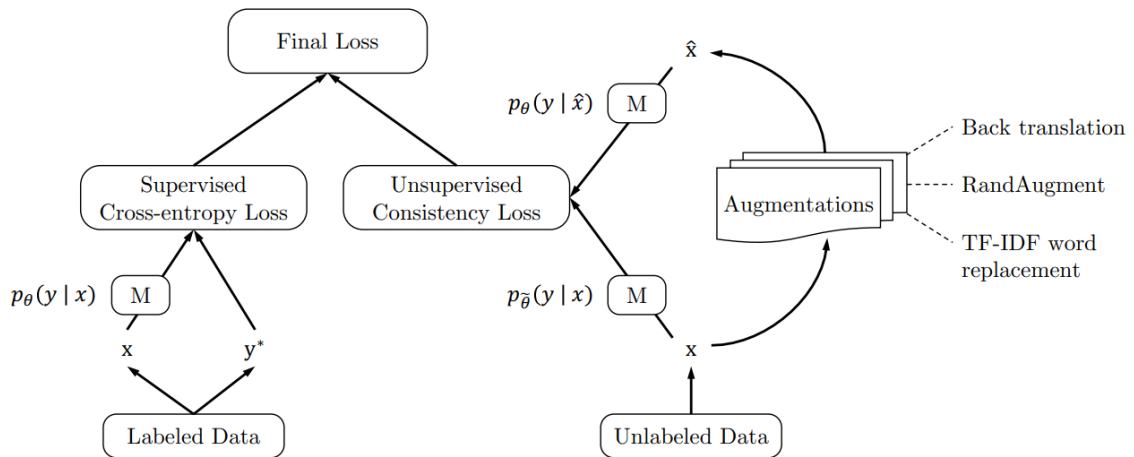 Final Loss
x̂
p_θ(y | x̂)
M
Back translation
Supervised
Cross-entropy Loss
Unsupervised
Consistency Loss
Augmentations
RandAugment
TF-IDF word
replacement
p_θ(y | x)
M
p_θ̃(y | x)
M
x
y*
x
Labeled Data
Unlabeled Data